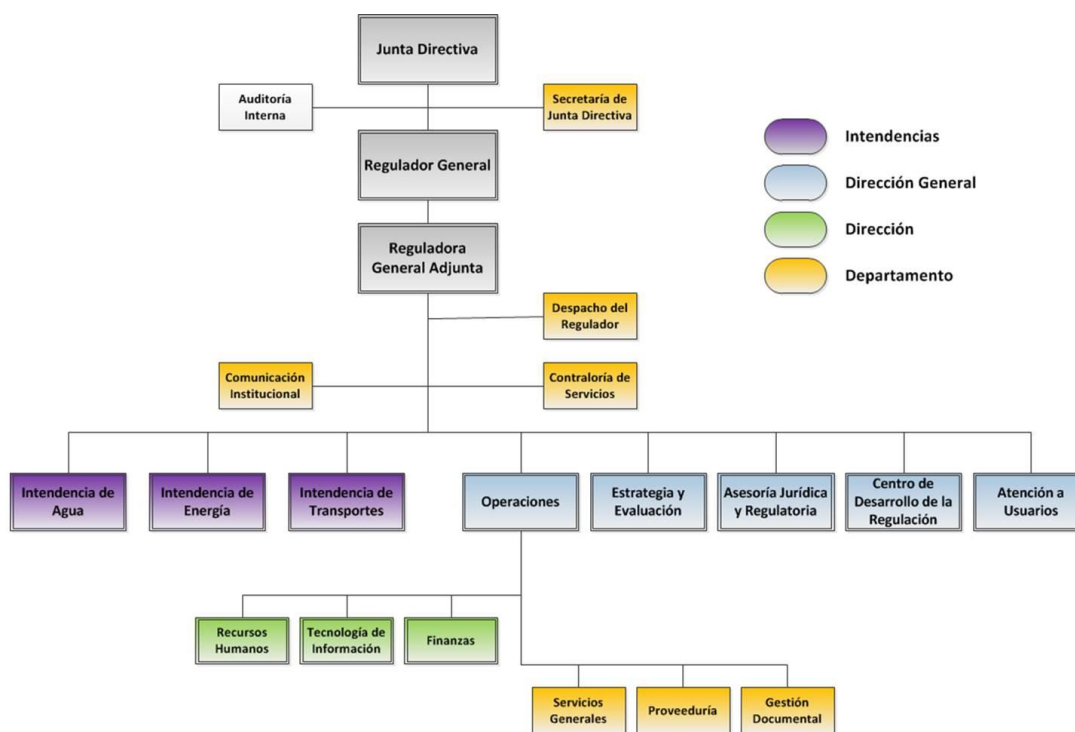 Junta Directiva
Auditoría
Interna
Secretaría de
Junta Directiva
Regulador General
Reguladora
General Adjunta
Despacho del
Regulador
Comunicación
Institucional
Contraloría de
Servicios
Intendencias
Dirección General
Dirección
Departamento
Intendencia de
Agua
Intendencia de
Energía
Intendencia de
Transportes
Operaciones
Estrategia y
Evaluación
Asesoría Jurídica
y Regulatoria
Centro de
Desarrollo de la
Regulación
Atención a
Usuarios
Recursos
Humanos
Tecnología de
Información
Finanzas
Servicios
Generales
Proveeduría
Gestión
Documental